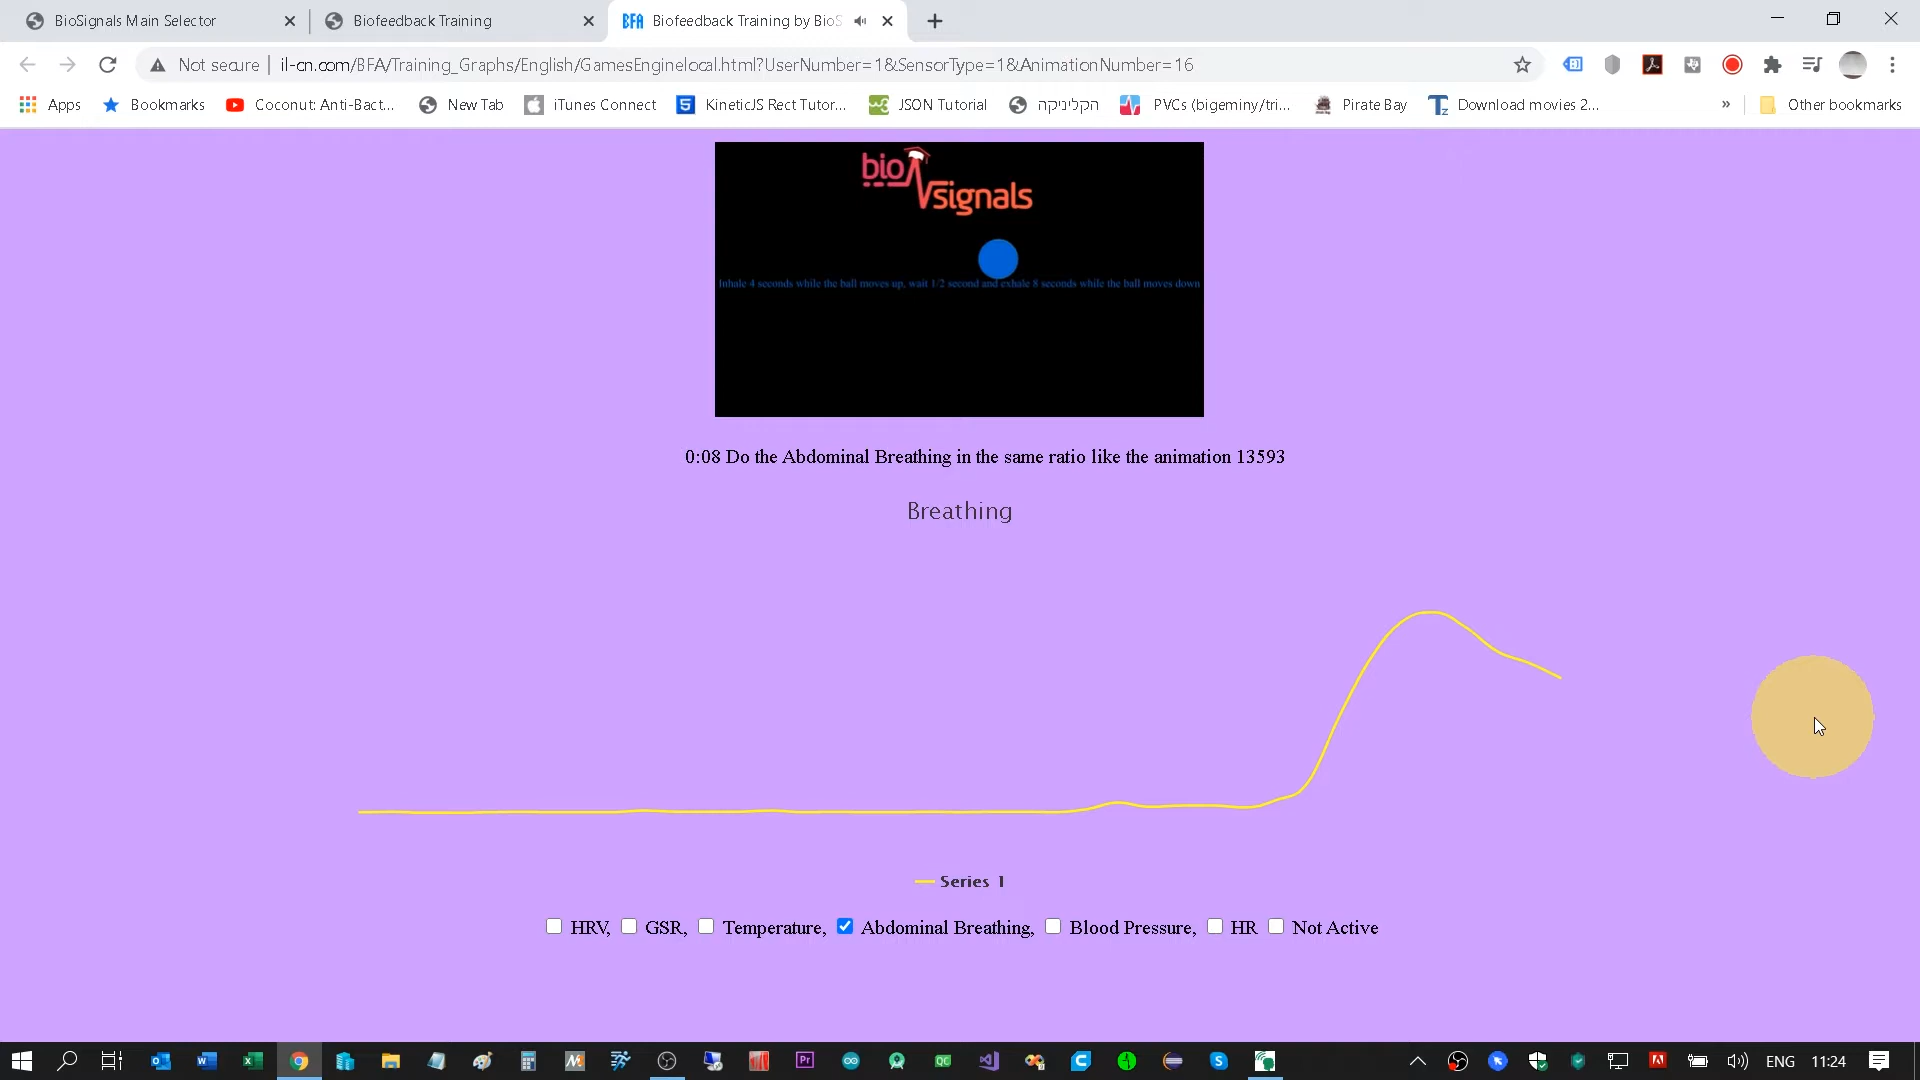 BioSignals Main Selector
Biofeedback Training
BFA Biofeedback Training by BioS
Not secure | il-cn.com/BFA/Training_Graphs/English/GamesEnginelocal.html?UserNumber=1&SensorType=1&AnimationNumber=16
Apps Bookmarks Coconut: Anti-Bact... New Tab iTunes Connect KineticJS Rect Tutor... JSON Tutorial הקליניקה PVCs (bigeminy/tri... Pirate Bay Download movies 2... » Other bookmarks
bio
Signals
Inhale 4 seconds while the ball moves up, wait 1/2 second and exhale 8 seconds while the ball moves down
0:08 Do the Abdominal Breathing in the same ratio like the animation 13593
Breathing
Series 1
HRV, GSR, Temperature, Abdominal Breathing, Blood Pressure, HR Not Active
ENG 11:24